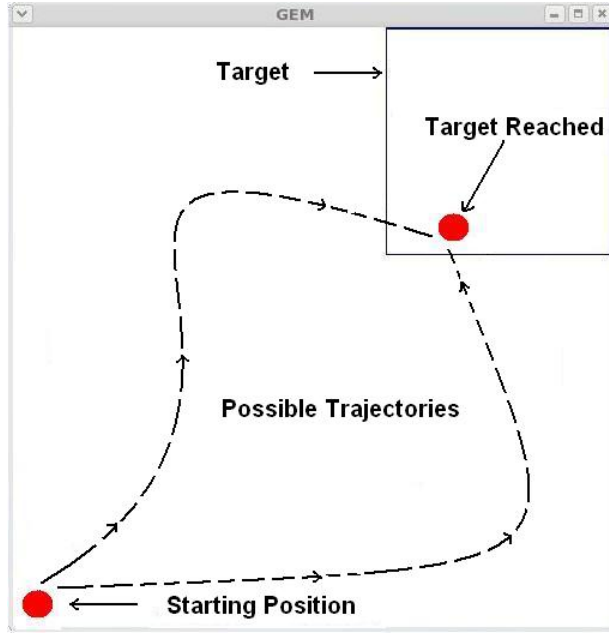 GEM
Target
Target Reached
Possible Trajectories
Starting Position